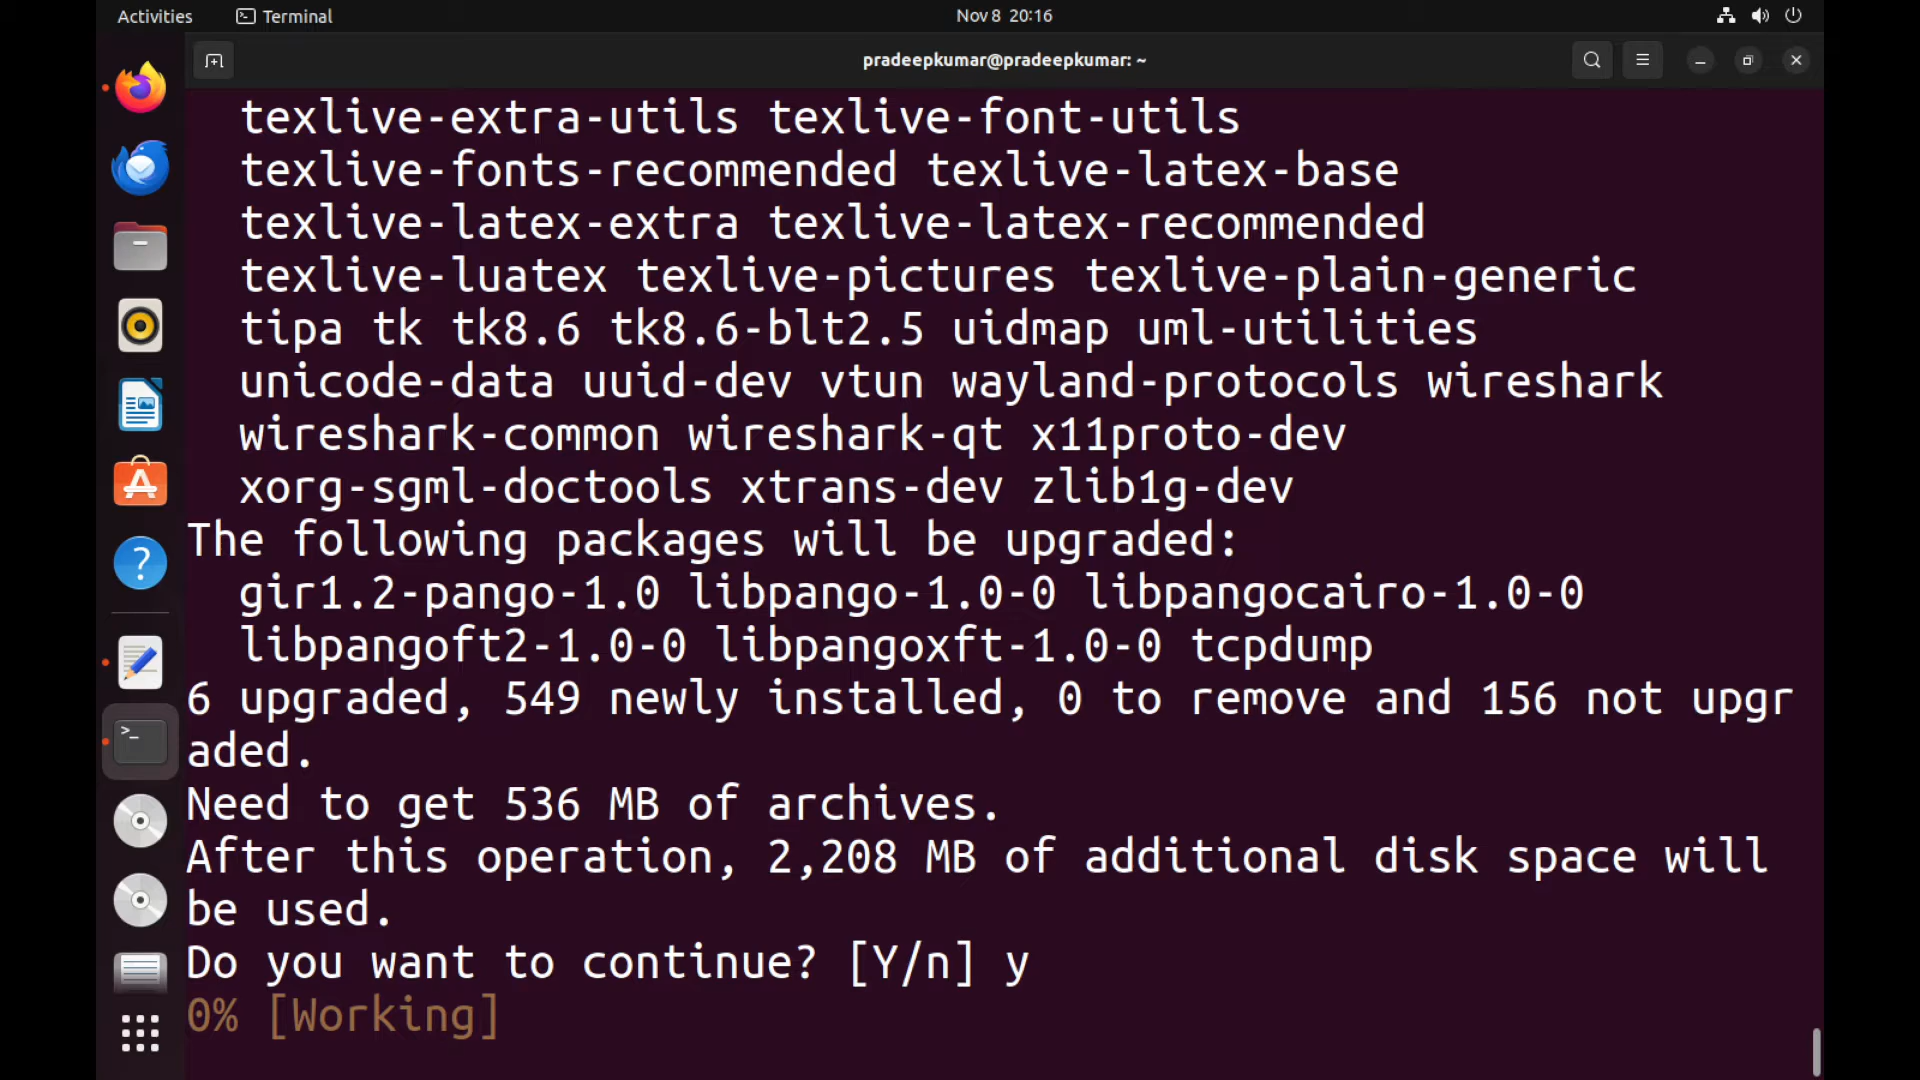 Activities Terminal Nov 8 20:16
pradeepkumar@pradeepkumar: ~
texlive-extra-utils texlive-font-utils
texlive-fonts-recommended texlive-latex-base
texlive-latex-extra texlive-latex-recommended
texlive-luatex texlive-pictures texlive-plain-generic
tipa tk tk8.6 tk8.6-blt2.5 uidmap uml-utilities
unicode-data uuid-dev vtun wayland-protocols wireshark
wireshark-common wireshark-qt x11proto-dev
xorg-sgml-doctools xtrans-dev zlib1g-dev
The following packages will be upgraded:
gir1.2-pango-1.0 libpango-1.0-0 libpangocairo-1.0-0
libpangoft2-1.0-0 libpangoxft-1.0-0 tcpdump
6 upgraded, 549 newly installed, 0 to remove and 156 not upgr
aded.
Need to get 536 MB of archives.
After this operation, 2,208 MB of additional disk space will
be used.
Do you want to continue? [Y/n] y
0% [Working]